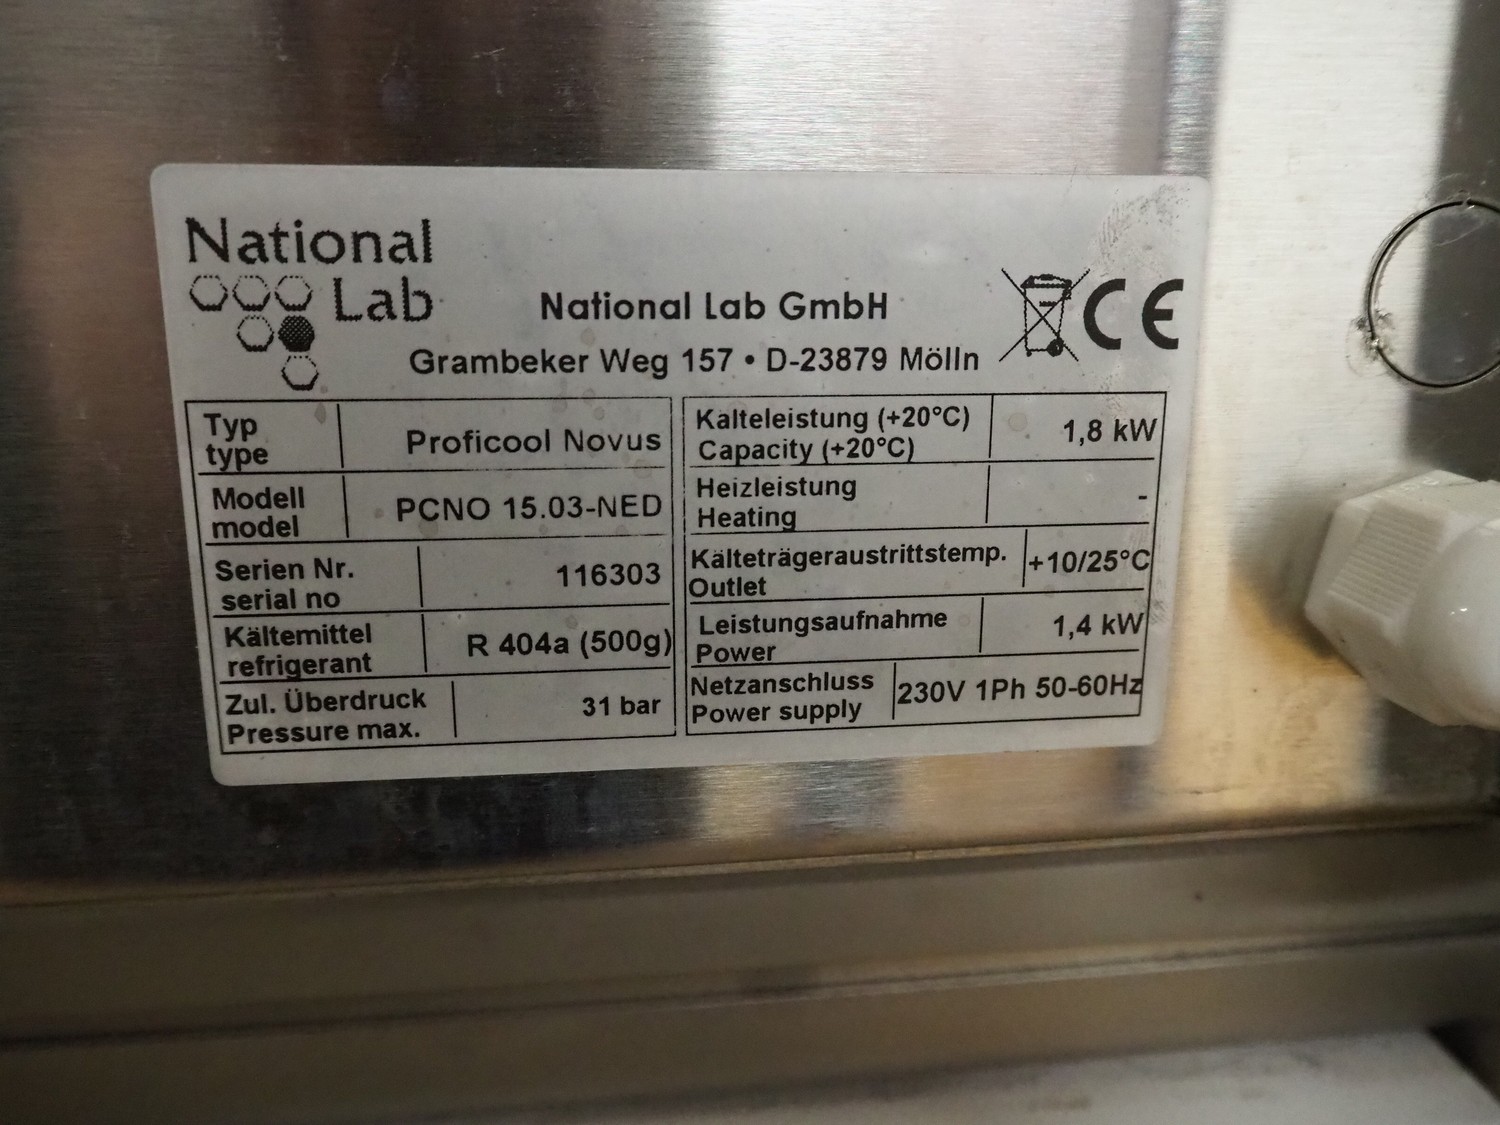 National
Lab
National Lab GmbH
Grambeker Weg 157 • D-23879 Mölln
CE
Typ
type
Proficool Novus
Modell
model
PCNO 15.03-NED
Serien Nr.
serial no
116303
Kältemittel
refrigerant
R 404a (500g)
Zul. Überdruck
Pressure max.
31 bar
Kälteleistung (+20°C)
Capacity (+20°C)
1,8 kW
Heizleistung
Heating
-
Kälteträgeraustrittstemp.
Outlet
+10/25°C
Leistungsaufnahme
Power
1,4 kW
Netzanschluss
Power supply
230V 1Ph 50-60Hz